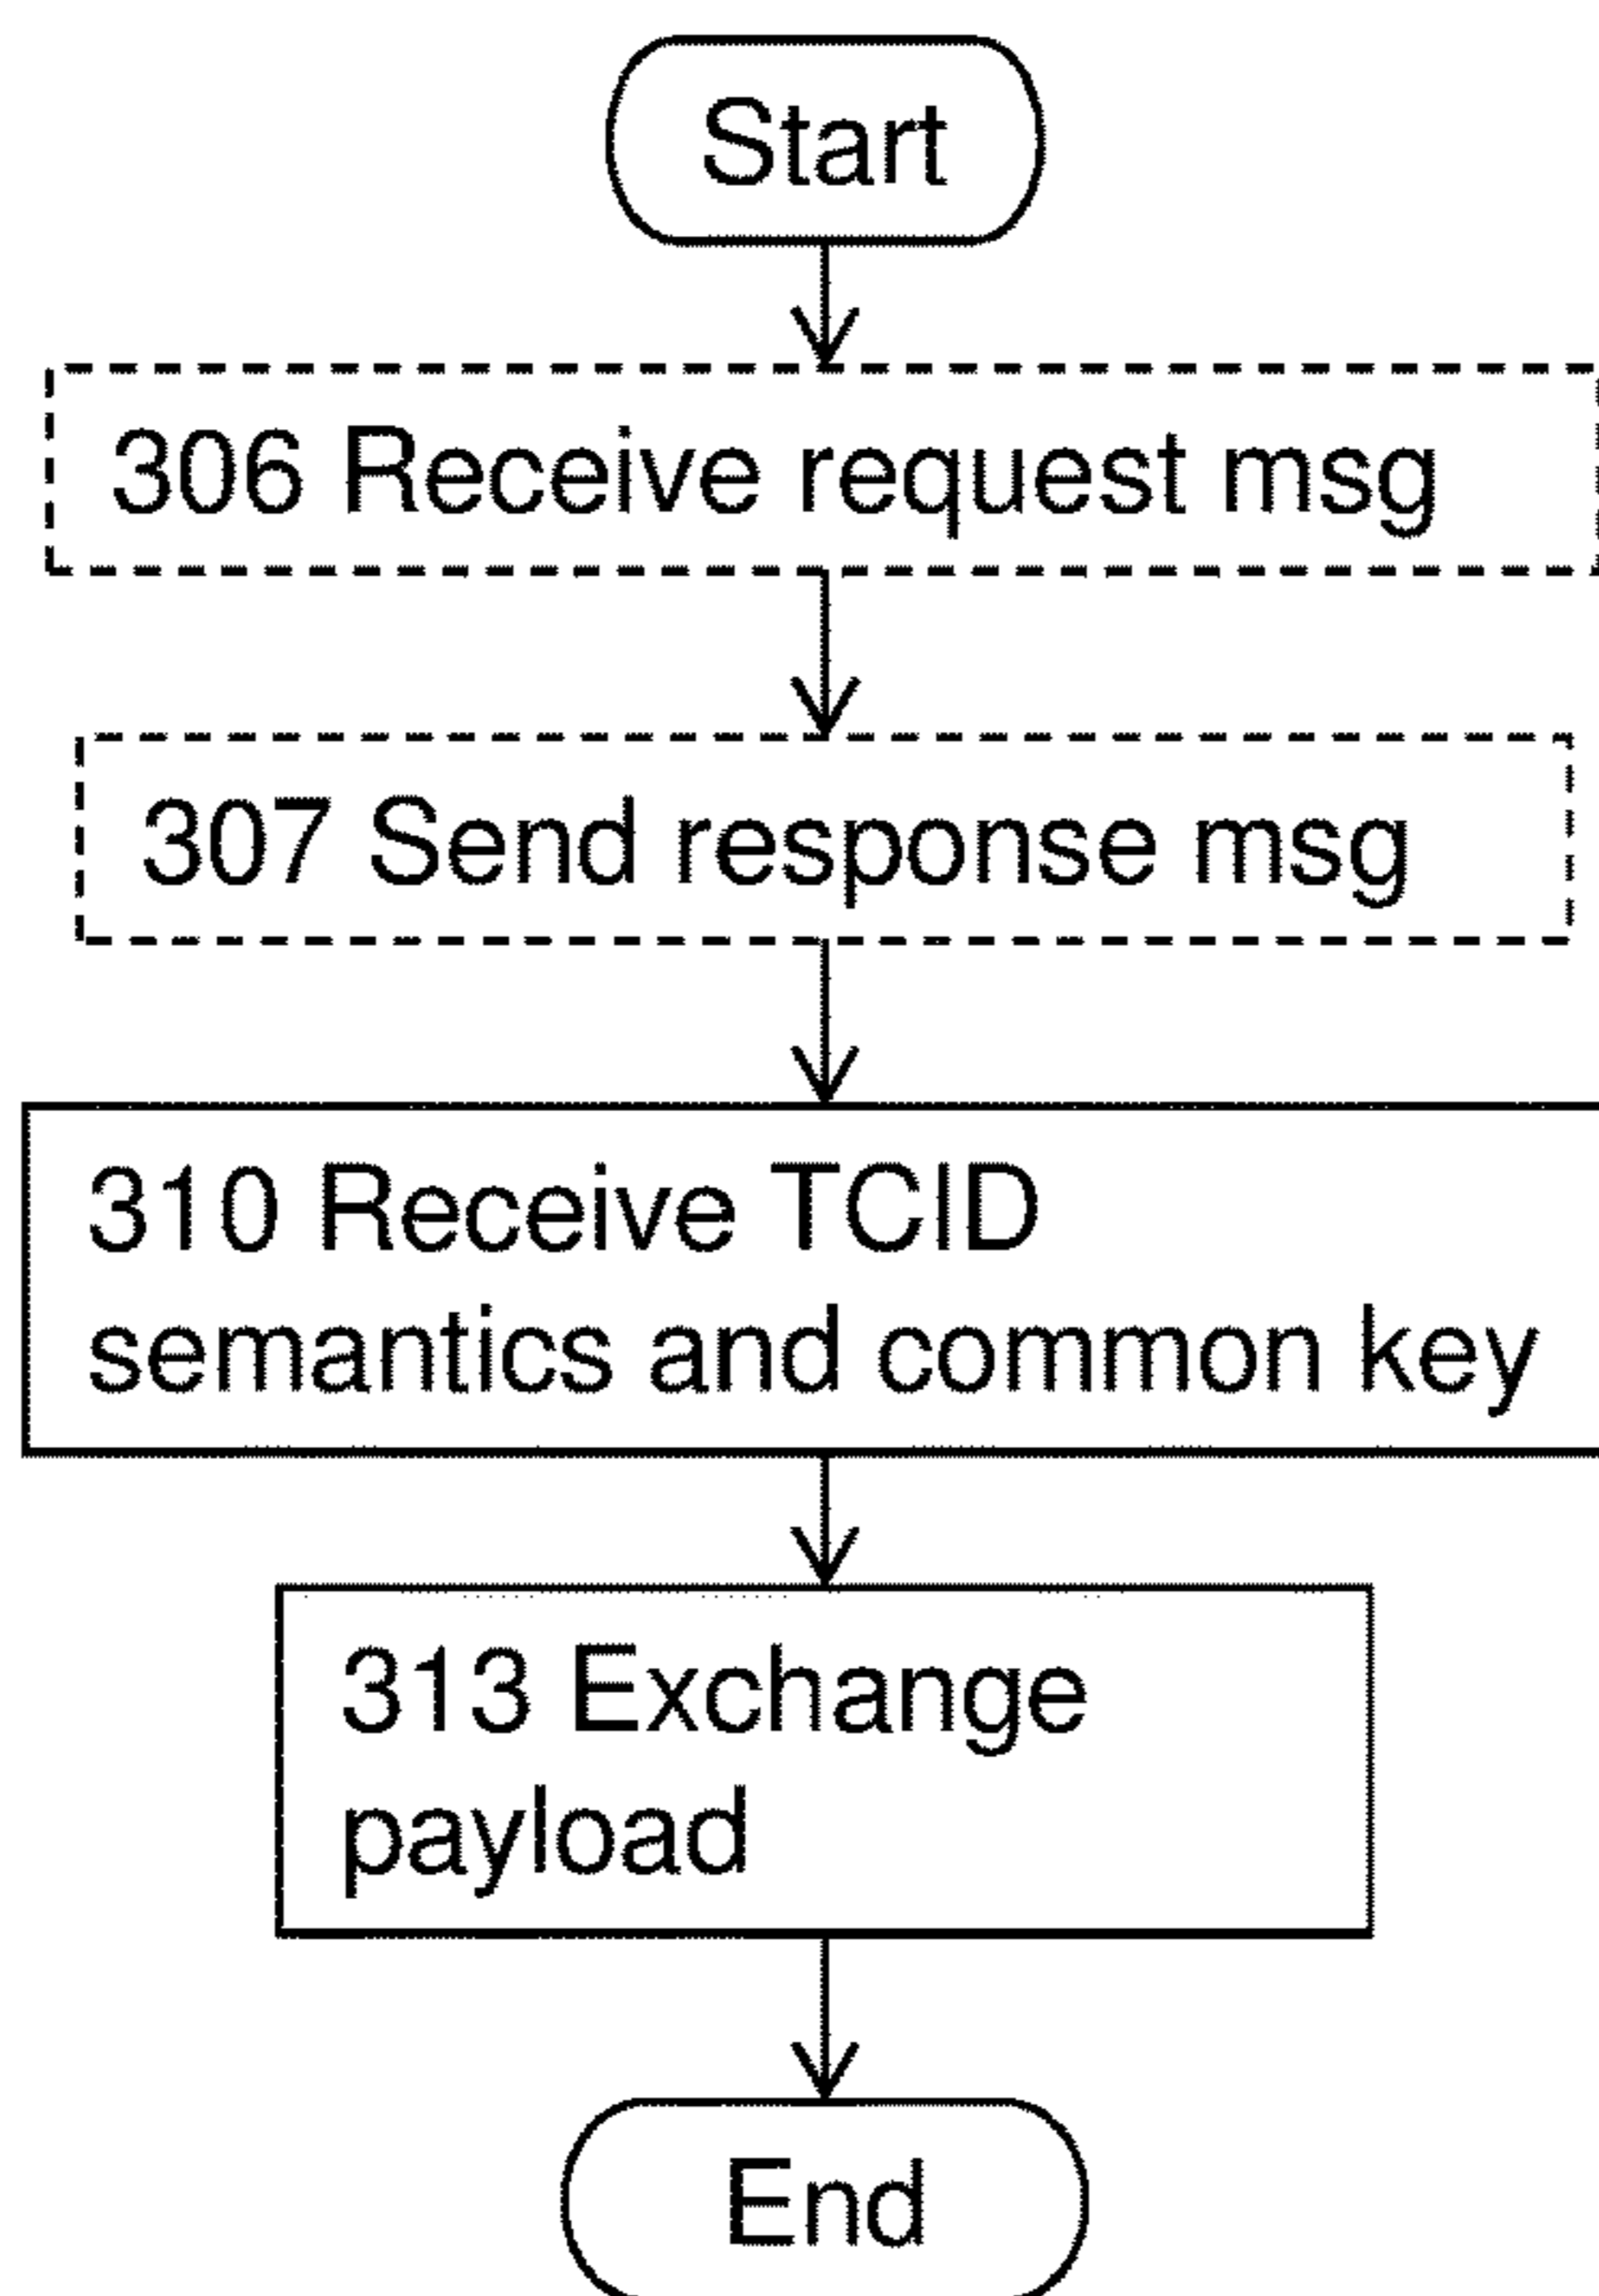 Start
306 Receive request msg
307 Send response msg
310 Receive TCID
semantics and common key
313 Exchange
payload
End